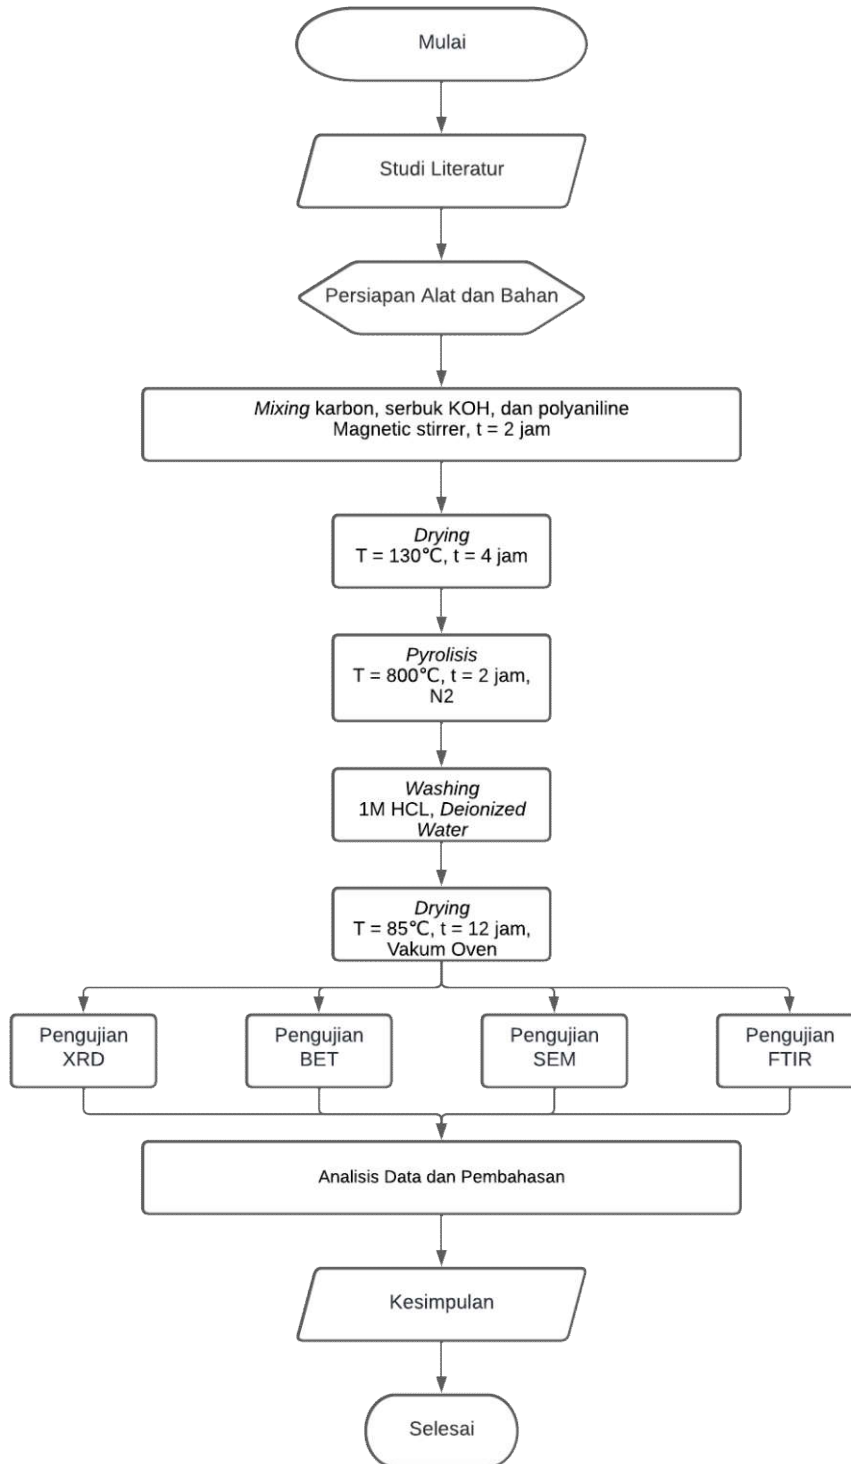 Mulai
Studi Literatur
Persiapan Alat dan Bahan
Mixing karbon, serbuk KOH, dan polyaniline
Magnetic stirrer, t = 2 jam
Drying
T = 130℃, t = 4 jam
Pyrolisis
T = 800℃, t = 2 jam,
N2
Washing
1M HCL, Deionized
Water
Drying
T = 85℃, t = 12 jam,
Vakum Oven
Pengujian
XRD
Pengujian
BET
Pengujian
SEM
Pengujian
FTIR
Analisis Data dan Pembahasan
Kesimpulan
Selesai